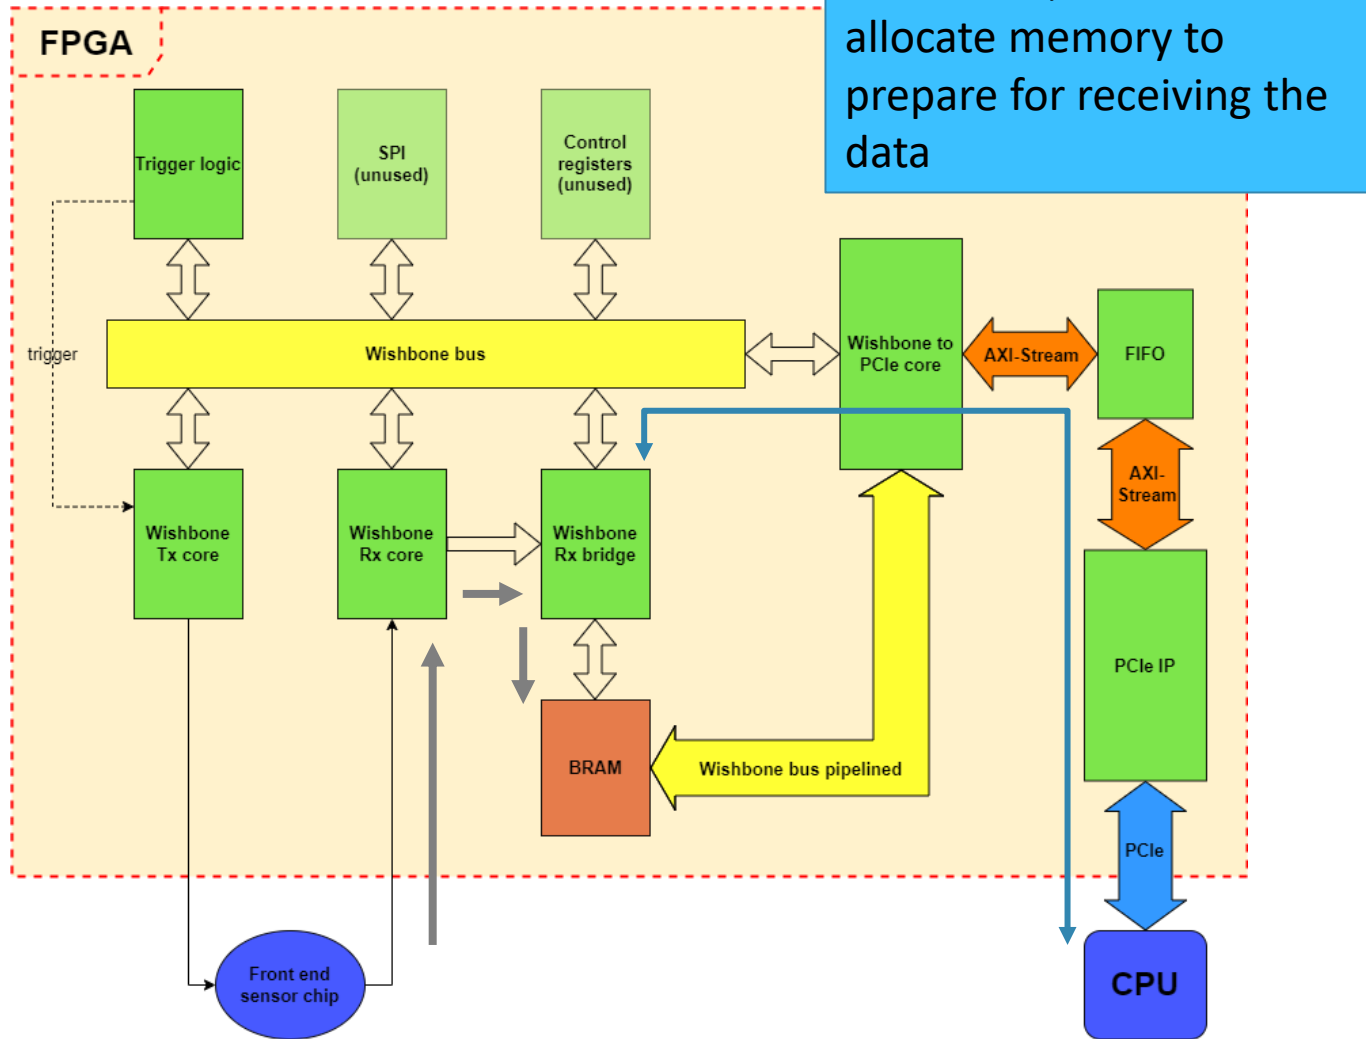 FPGA
allocate memory to
prepare for receiving the
data
Trigger logic
SPI
(unused)
Control
registers
(unused)
trigger
Wishbone bus
Wishbone to
PCIe core
AXI-Stream
FIFO
AXI-
Stream
Wishbone
Tx core
Wishbone
Rx core
Wishbone
Rx bridge
PCIe IP
BRAM
Wishbone bus pipelined
PCIe
Front end
sensor chip
CPU